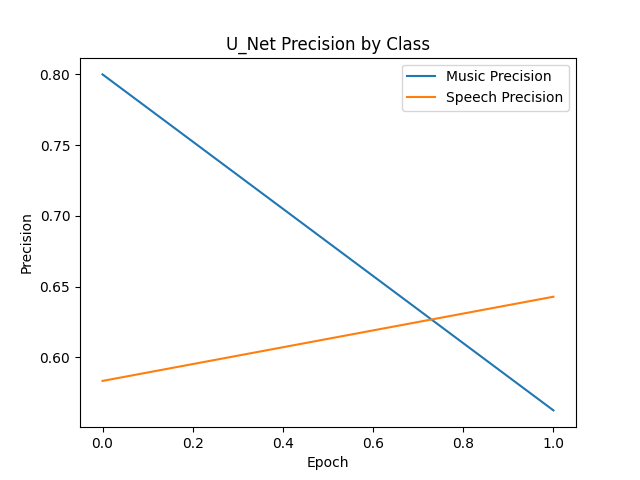 U_Net Precision by Class
Music Precision
Speech Precision
0.80
0.75
0.70
0.65
0.60
Precision
0.0 0.2 0.4 0.6 0.8 1.0
Epoch